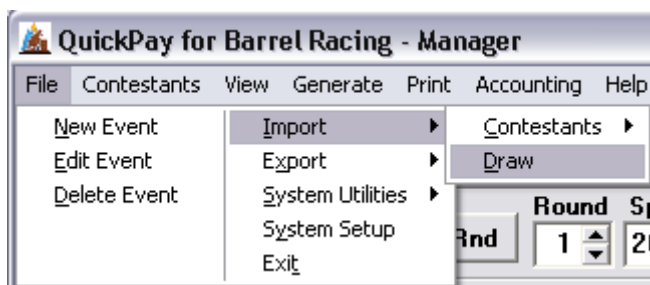 QuickPay for Barrel Racing - Manager
File Contestants View Generate Print Accounting Help
New Event Import Contestants
Edit Event Export Draw
Delete Event System Utilities
Round
System Setup
Rnd 1
Exit